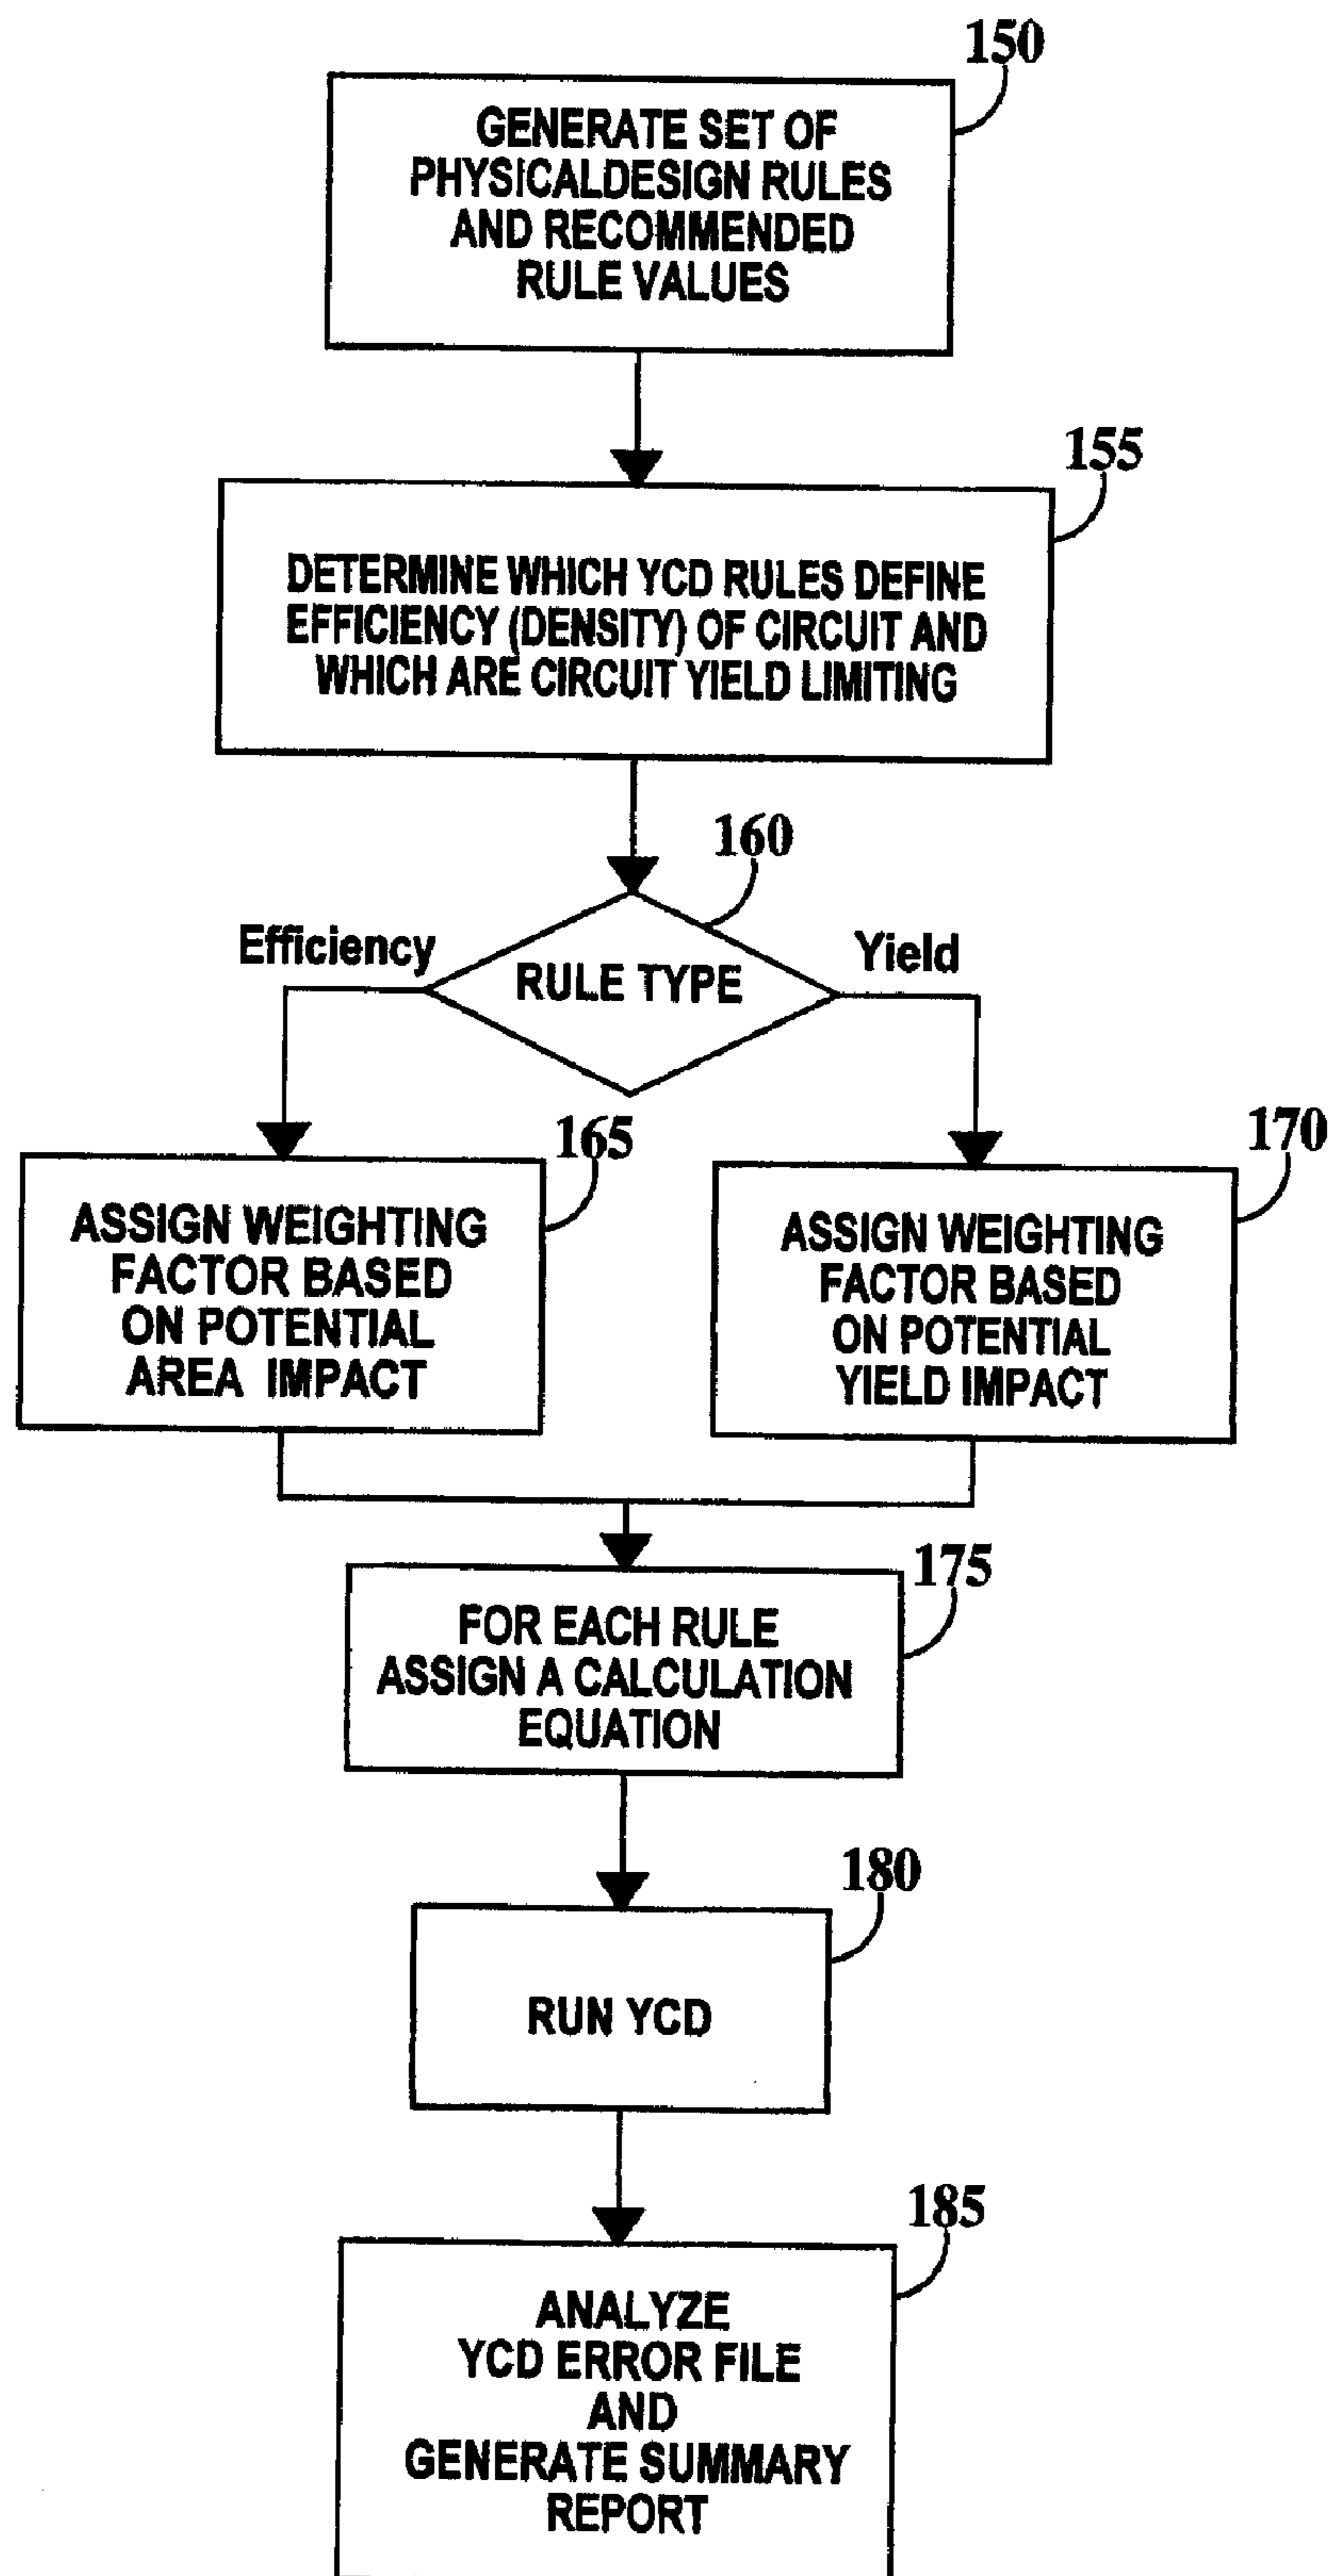 150
GENERATE SET OF
PHYSICALDESIGN RULES
AND RECOMMENDED
RULE VALUES
155
DETERMINE WHICH YCD RULES DEFINE
EFFICIENCY (DENSITY) OF CIRCUIT AND
WHICH ARE CIRCUIT YIELD LIMITING
160
Efficiency
RULE TYPE
Yield
165
ASSIGN WEIGHTING
FACTOR BASED
ON POTENTIAL
AREA IMPACT
170
ASSIGN WEIGHTING
FACTOR BASED
ON POTENTIAL
YIELD IMPACT
175
FOR EACH RULE
ASSIGN A CALCULATION
EQUATION
180
RUN YCD
185
ANALYZE
YCD ERROR FILE
AND
GENERATE SUMMARY
REPORT